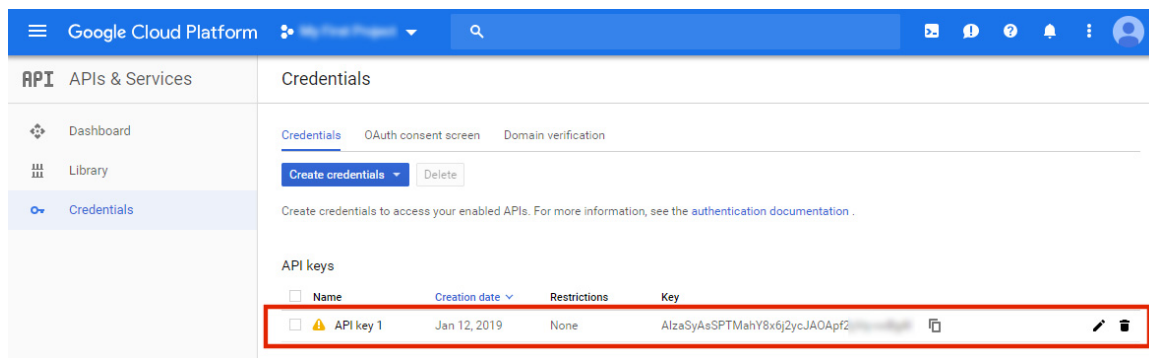 Google Cloud Platform
API APIs & Services
Credentials
Dashboard
Library
Credentials
Credentials OAuth consent screen Domain verification
Create credentials Delete
Create credentials to access your enabled APIs. For more information, see the authentication documentation .
API keys
Name Creation date Restrictions Key
API key 1 Jan 12, 2019 None